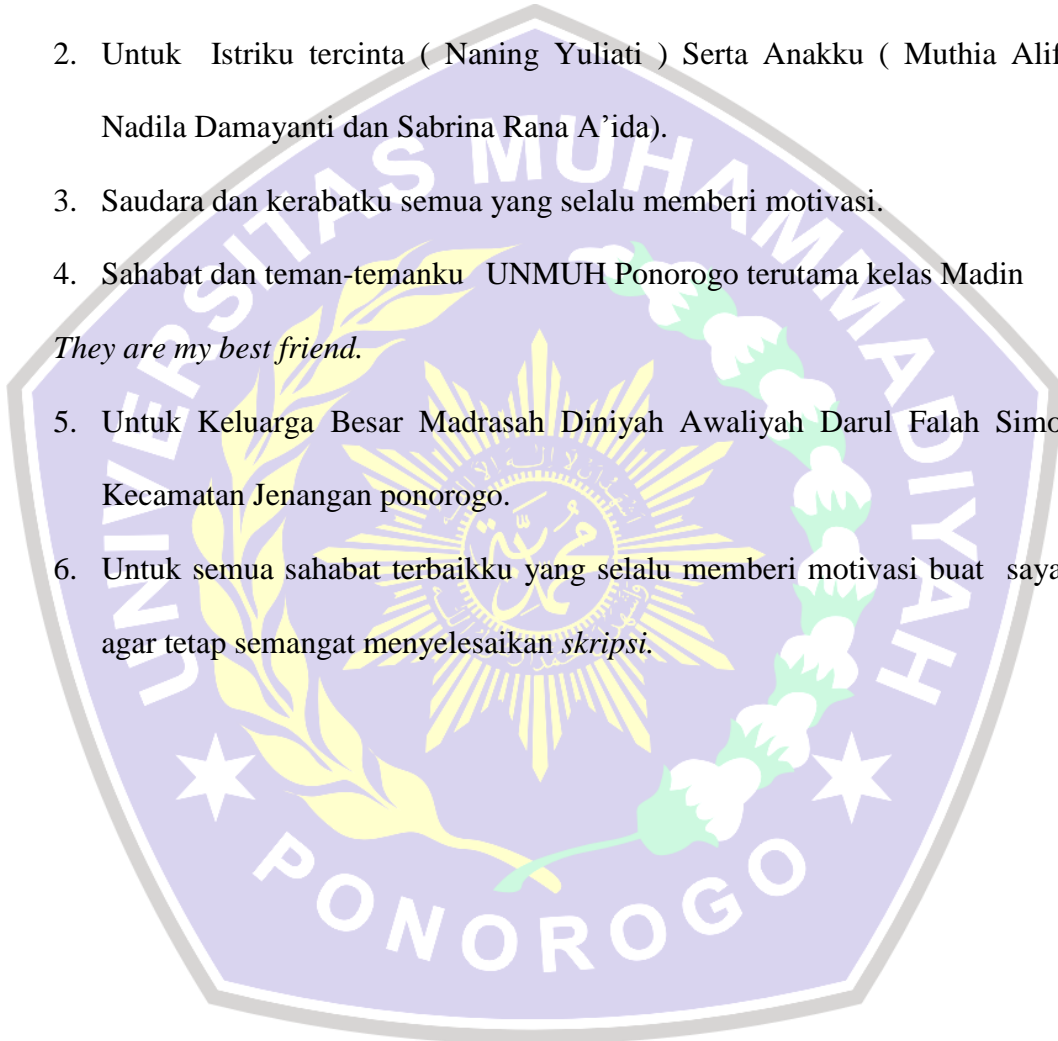 2. Untuk Istriku tercinta ( Naning Yuliati ) Serta Anakku ( Muthia Alif
Nadila Damayanti dan Sabrina Rana A’ida).
3. Saudara dan kerabatku semua yang selalu memberi motivasi.
4. Sahabat dan teman-temanku UNMUH Ponorogo terutama kelas Madin
They are my best friend.
5. Untuk Keluarga Besar Madrasah Diniyah Awaliyah Darul Falah Simo
Kecamatan Jenangan ponorogo.
6. Untuk semua sahabat terbaikku yang selalu memberi motivasi buat saya
agar tetap semangat menyelesaikan skripsi.
UNIVERSITAS MUHAMMADIYAH
PONOROGO
محمدية